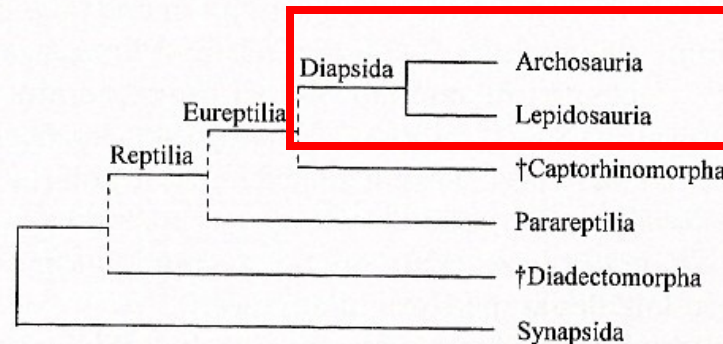 Archosauria
Diapsida
Lepidosauria
Eureptilia
†Captorhinomorpha
Reptilia
Parareptilia
†Diadectomorpha
Synapsida